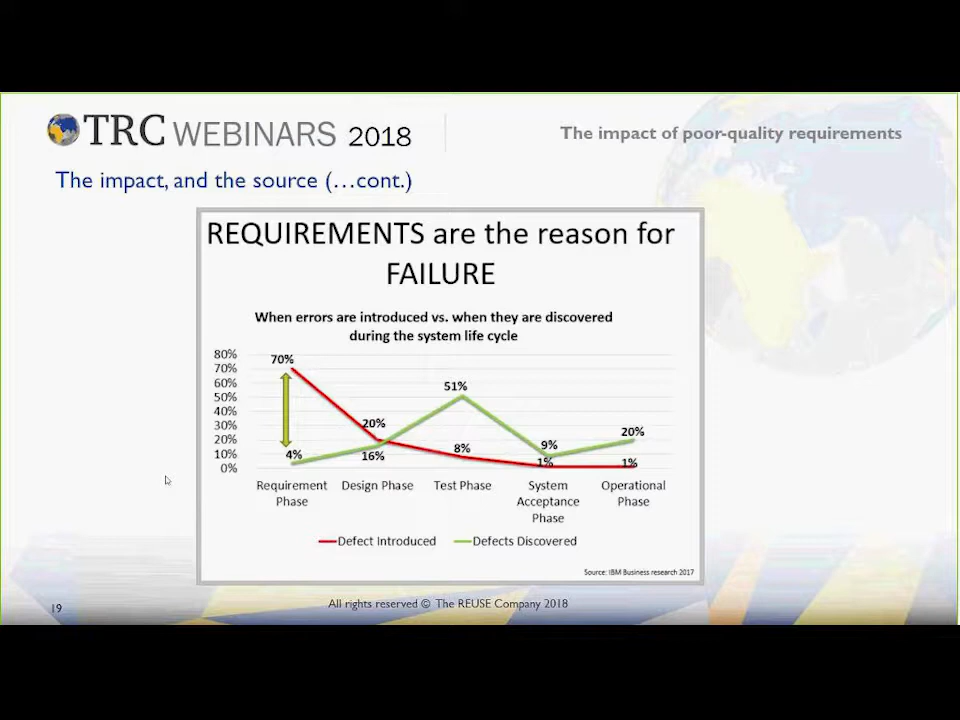 TRC WEBINARS 2018
The impact of poor-quality requirements
The impact, and the source (…cont.)
REQUIREMENTS are the reason for
FAILURE
When errors are introduced vs. when they are discovered
during the system life cycle
80%
70%
60%
50%
40%
30%
20%
10%
0%
70%
4%
20%
16%
51%
8%
9%
1%
20%
1%
Requirement
Phase
Design Phase
Test Phase
System
Acceptance
Phase
Operational
Phase
Defect Introduced
Defects Discovered
Source: IBM Business research 2017
19
All rights reserved © The REUSE Company 2018